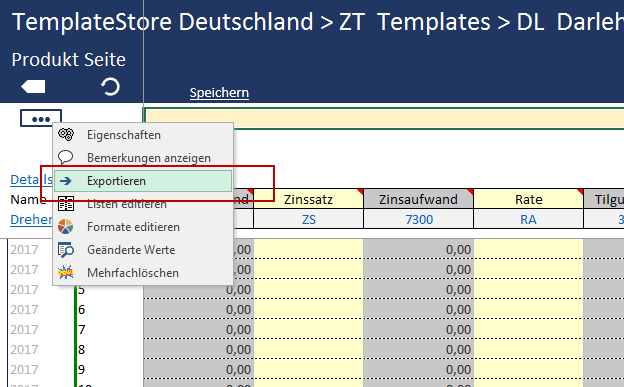 TemplateStore Deutschland > ZT Templates > DL Darleh
Produkt Seite
Speichern
Eigenschaften
Bemerkungen anzeigen
Exportieren
Listen editieren
Formate editieren
Geänderte Werte
Mehrfachlöschen
Details
Name nd Zinssatz Zinsaufwand Rate Tilgu
Drehen ZS 7300 RA 3
2017 0,00 0,00
2017 0,00 0,00
2017 5 0,00 0,00
2017 6 0,00 0,00
2017 7 0,00 0,00
2017 8 0,00 0,00
2017 9 0,00 0,00